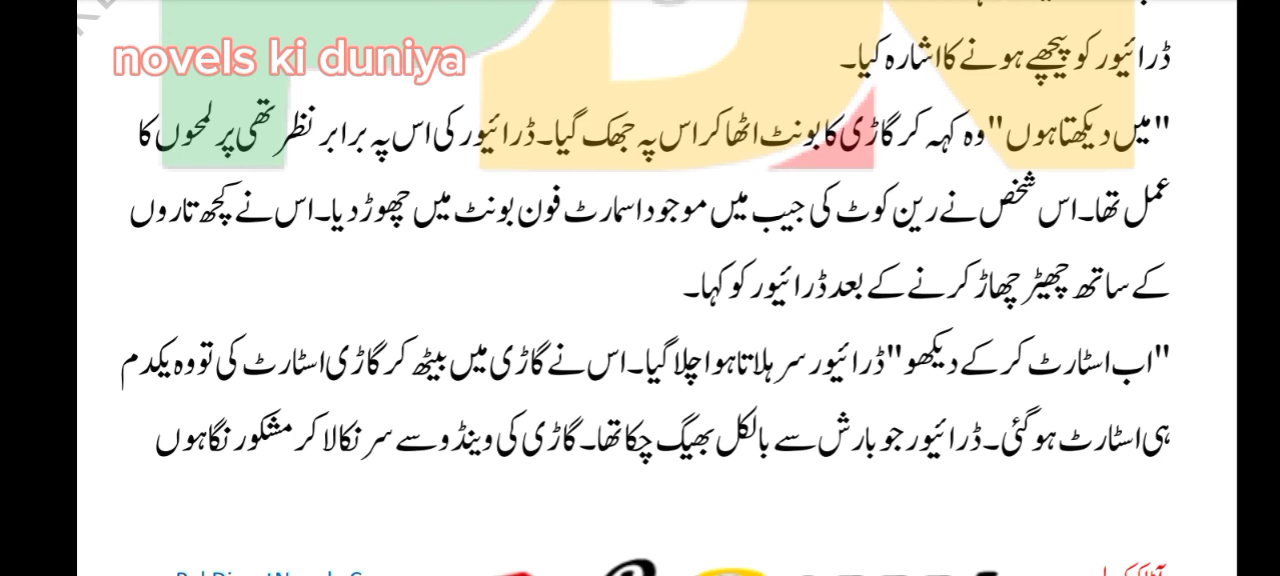 novels ki duniya
ڈرائیور کو پیچھے ہونے کا اشارہ کیا۔
"میں دیکھتا ہوں" وہ کہہ کر گاڑی کا بونٹ اٹھا کر اس پہ جھک گیا۔ ڈرائیور کی اس پہ برابر نظر تھی پر لمحوں کا
عمل تھا۔ اس شخص نے رین کوٹ کی جیب میں موجود اسمارٹ فون بونٹ میں چھوڑ دیا۔ اس نے کچھ تاروں
کے ساتھ چھیڑ چھاڑ کرنے کے بعد ڈرائیور کو کہا۔
"اب اسٹارٹ کر کے دیکھو" ڈرائیور سر ہلاتا ہوا چلا گیا۔ اس نے گاڑی میں بیٹھ کر گاڑی اسٹارٹ کی تو وہ یکدم
ہی اسٹارٹ ہو گئی۔ ڈرائیور جو بارش سے بالکل بھیگ چکا تھا۔ گاڑی کی وینڈو سے سر نکالا کر مشکور نگاہوں